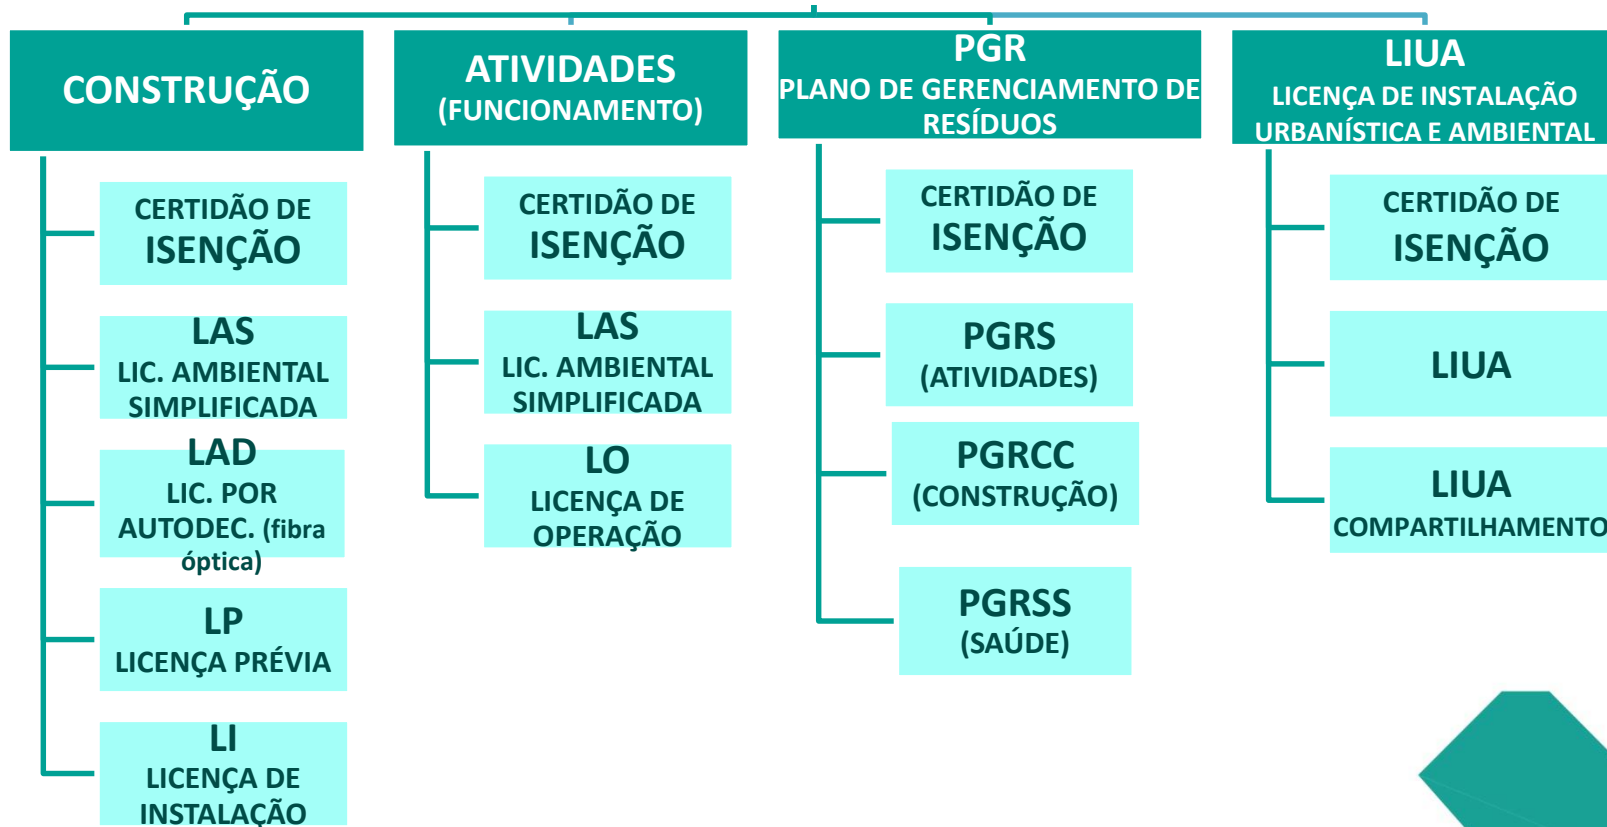 CONSTRUÇÃO
CERTIDÃO DE
ISENÇÃO
LAS
LIC. AMBIENTAL
SIMPLIFICADA
LAD
LIC. POR
AUTODEC. (fibra
óptica)
LP
LICENÇA PRÉVIA
LI
LICENÇA DE
INSTALAÇÃO
ATIVIDADES
(FUNCIONAMENTO)
CERTIDÃO DE
ISENÇÃO
LAS
LIC. AMBIENTAL
SIMPLIFICADA
LO
LICENÇA DE
OPERAÇÃO
PGR
PLANO DE GERENCIAMENTO DE
RESÍDUOS
CERTIDÃO DE
ISENÇÃO
PGRS
(ATIVIDADES)
PGRCC
(CONSTRUÇÃO)
PGRSS
(SAÚDE)
LIUA
LICENÇA DE INSTALAÇÃO
URBANÍSTICA E AMBIENTAL
CERTIDÃO DE
ISENÇÃO
LIUA
LIUA
COMPARTILHAMENTO